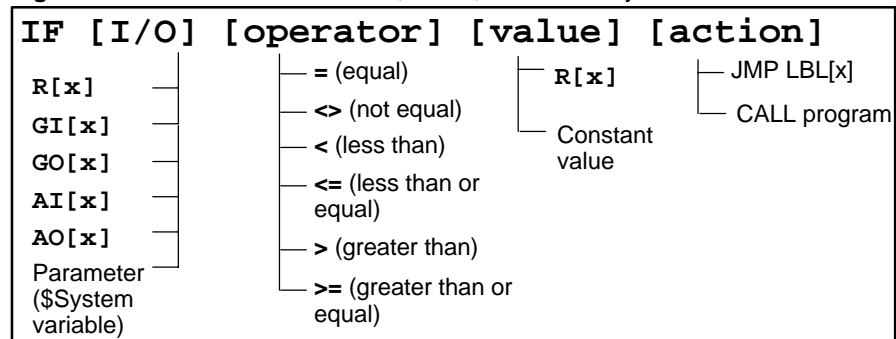 IF [I/O] [operator] [value] [action]
R[x]
GI[x]
GO[x]
AI[x]
AO[x]
Parameter
($System
variable)
= (equal)
<> (not equal)
< (less than)
<= (less than or
equal)
> (greater than)
>= (greater than or
equal)
R[x]
Constant
value
JMP LBL[x]
CALL program